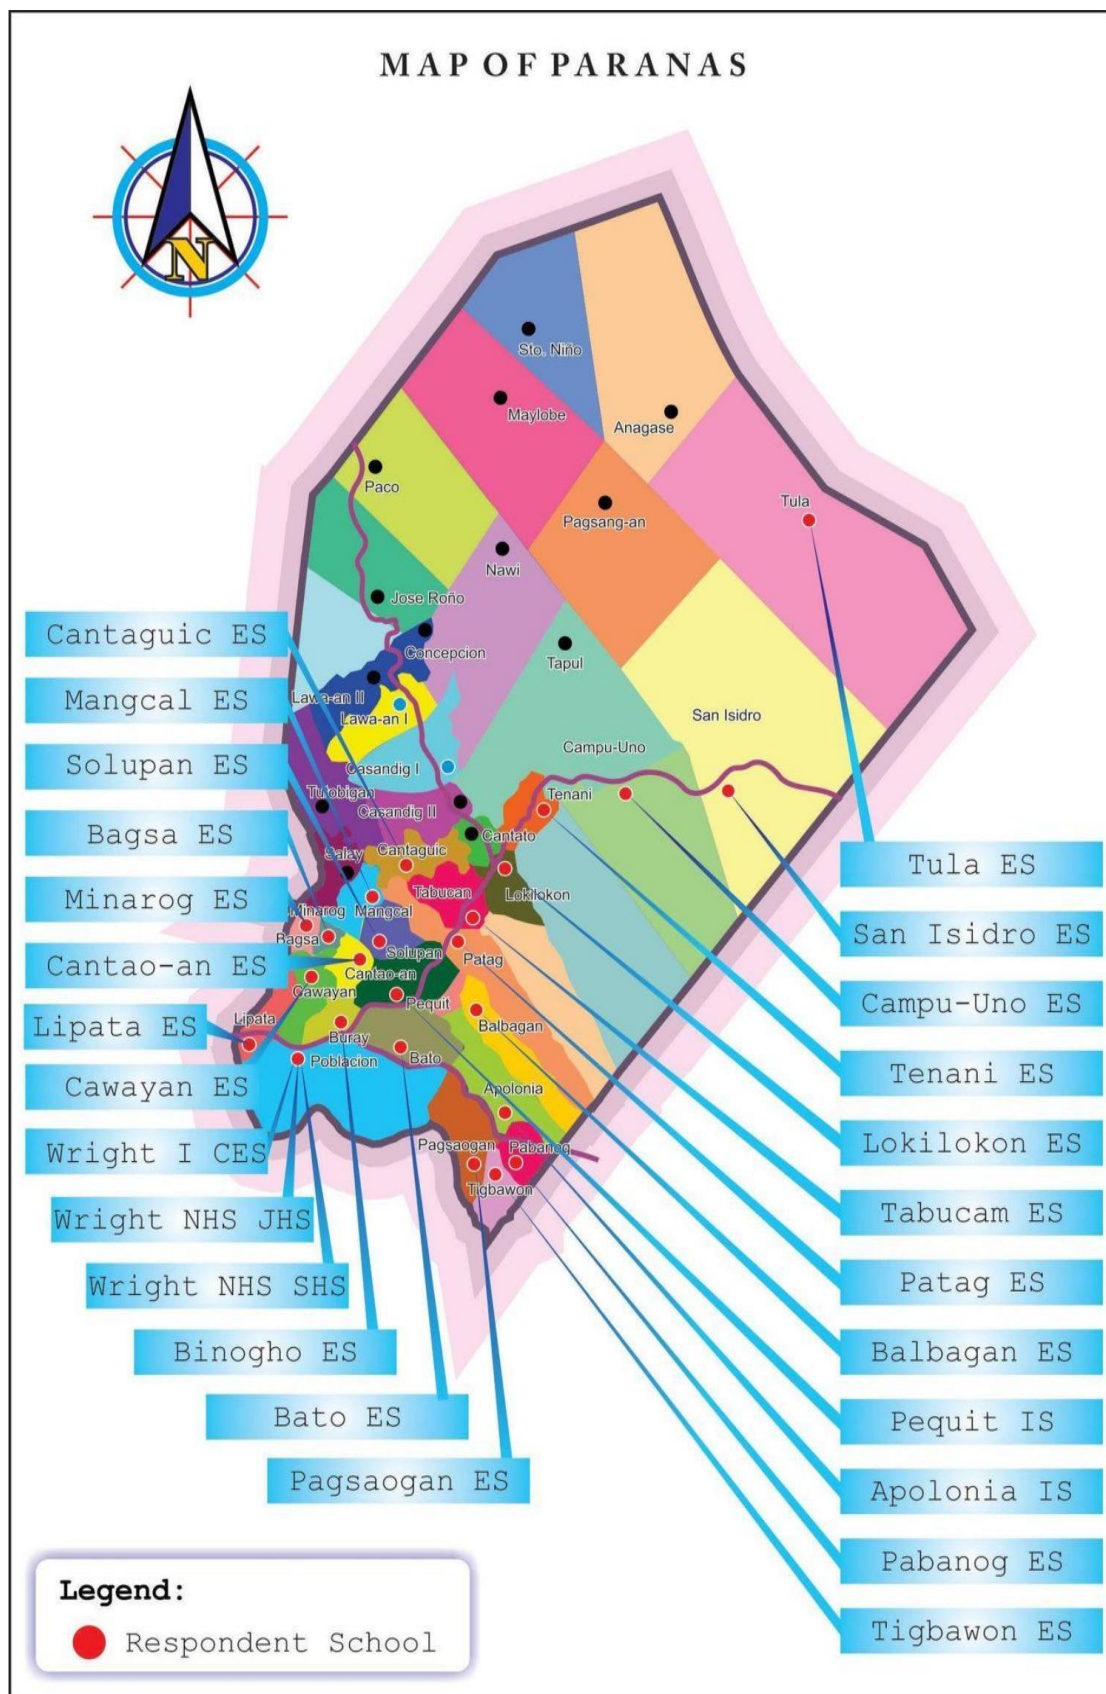 MAP OF PARANAS
N
Sto. Niño
Maylobe
Anagase
Paco
Pagsang-an
Tula
Nawi
Jose Roño
Concepcion
Tapul
Lawa-an II
Lawa-an I
San Isidro
Campu-Uno
Casandig I
Tutobigan
Casandig II
Tenani
Cantato
Salay
Cantaguic
Tabucan
Lokilokon
Minarog
Mangcal
Bagsa
Solupan
Patag
Cantao-an
Cawayan
Pequit
Lipata
Balbagan
Buray
Poblacion
Bato
Apolonia
Pagsaogan
Pabanog
Tigbawon
Cantaguic ES
Mangcal ES
Solupan ES
Bagsa ES
Minarog ES
Cantao-an ES
Lipata ES
Cawayan ES
Wright I CES
Wright NHS JHS
Wright NHS SHS
Binogho ES
Bato ES
Pagsaogan ES
Tula ES
San Isidro ES
Campu-Uno ES
Tenani ES
Lokilokon ES
Tabucam ES
Patag ES
Balbagan ES
Pequit IS
Apolonia IS
Pabanog ES
Tigbawon ES
Legend:
Respondent School